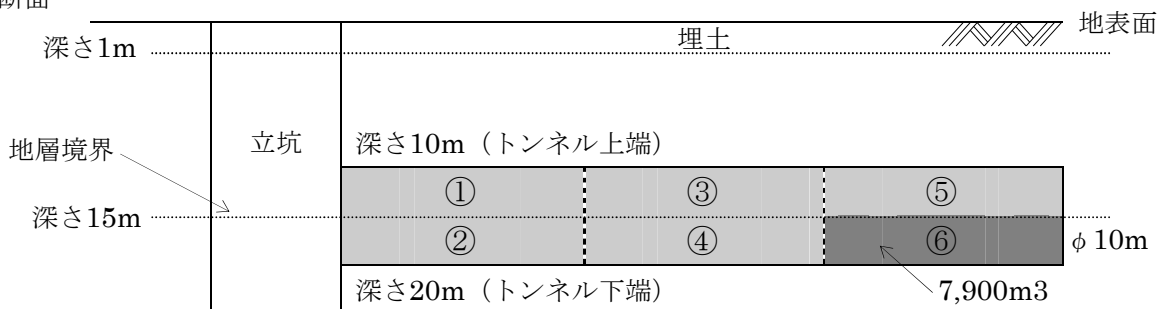 断面
地表面
埋土
深さ1m
立坑
深さ10m（トンネル上端）
地層境界
① ③ ⑤
深さ15m
② ④ ⑥
φ10m
深さ20m（トンネル下端）
7,900m3